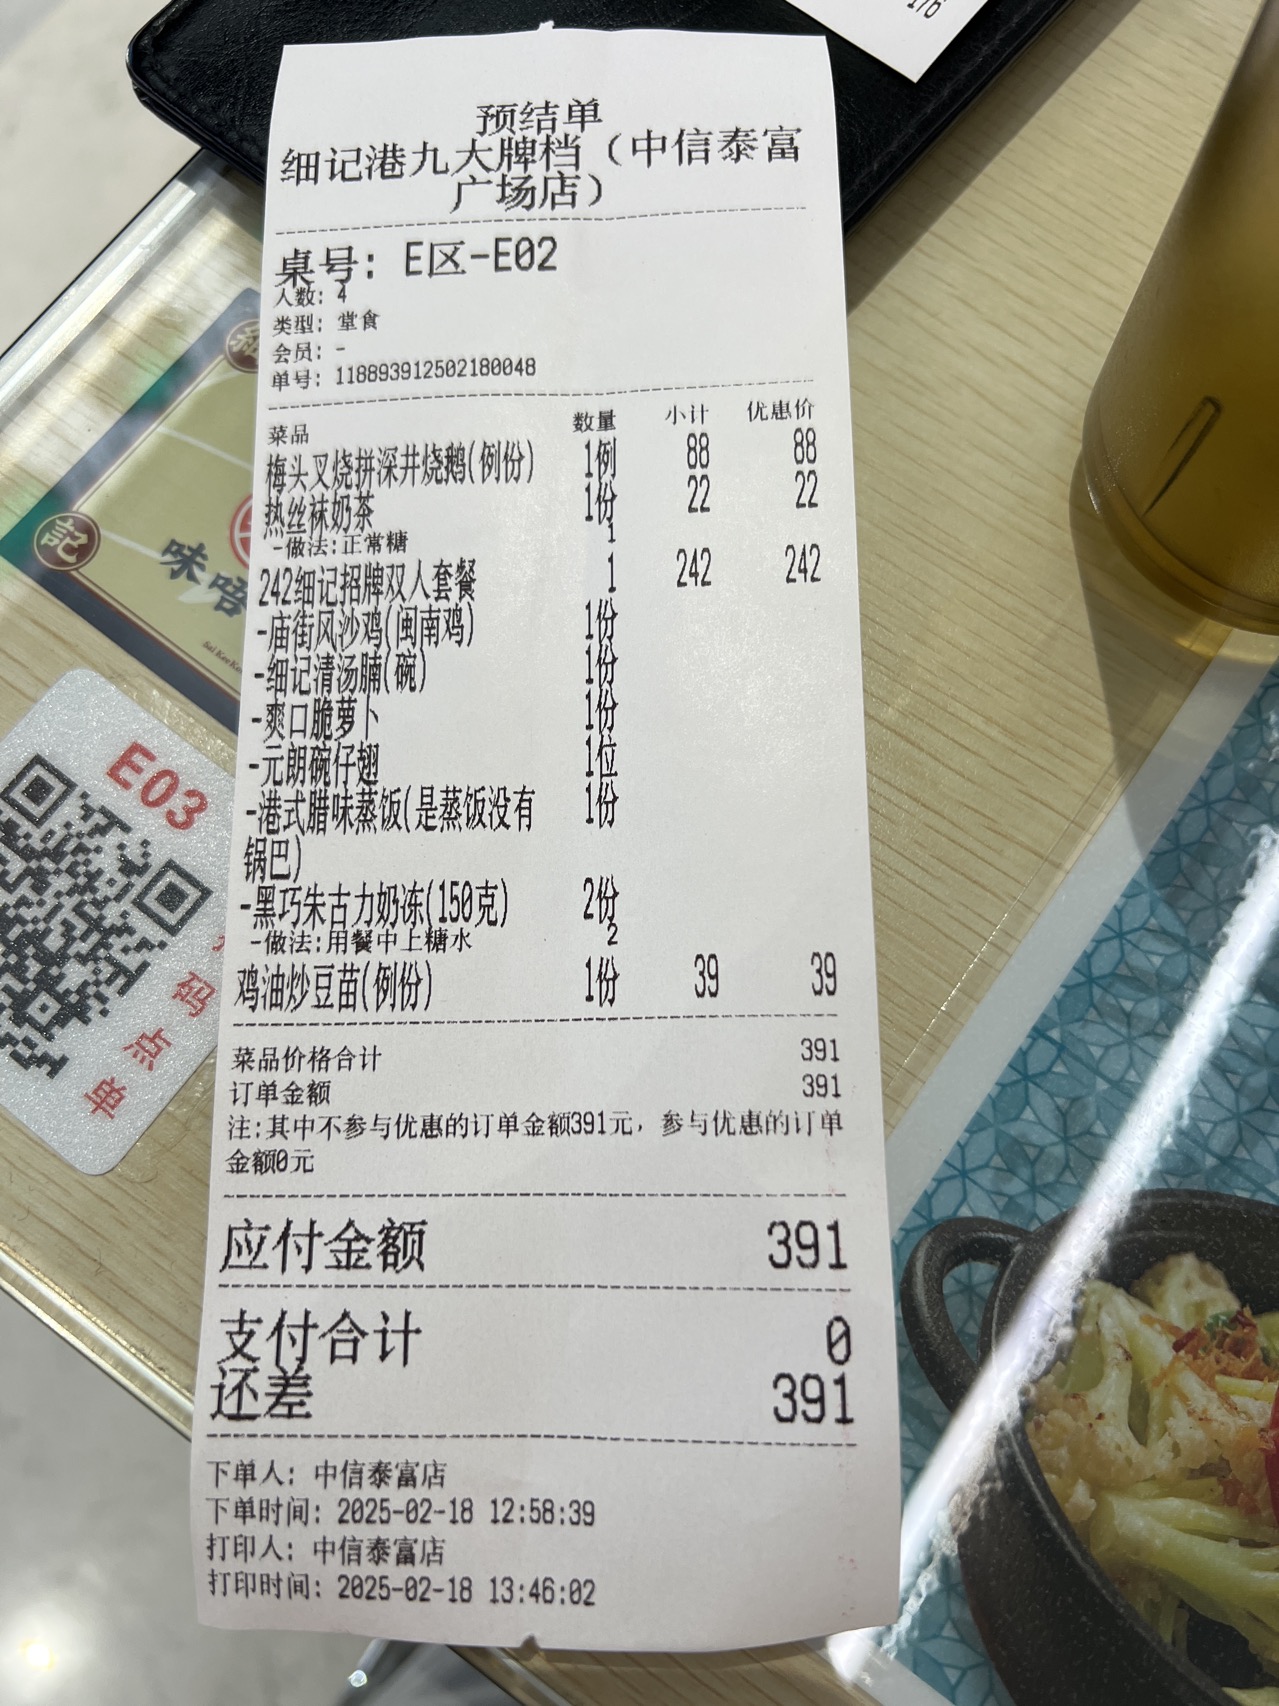 176
预结单
细记港九大牌档（中信泰富
广场店）
桌号: E区-E02
人数: 4
类型: 堂食
会员: -
单号: 118893912502180048
菜品 数量 小计 优惠价
梅头叉烧拼深井烧鹅(例份) 1例 88 88
热丝袜奶茶 1份 22 22
-做法:正常糖 1
242细记招牌双人套餐 1 242 242
-庙街风沙鸡(闽南鸡) 1份
-细记清汤腩(碗) 1份
-爽口脆萝卜 1份
-元朗碗仔翅 1位
-港式腊味蒸饭(是蒸饭没有 1份
锅巴)
-黑巧朱古力奶冻(150克) 2份
-做法:用餐中上糖水 2
鸡油炒豆苗(例份) 1份 39 39
菜品价格合计 391
订单金额 391
注:其中不参与优惠的订单金额391元，参与优惠的订单
金额0元
应付金额 391
支付合计 0
还差 391
下单人: 中信泰富店
下单时间: 2025-02-18 12:58:39
打印人: 中信泰富店
打印时间: 2025-02-18 13:46:02
記
味唔
E03
码点单